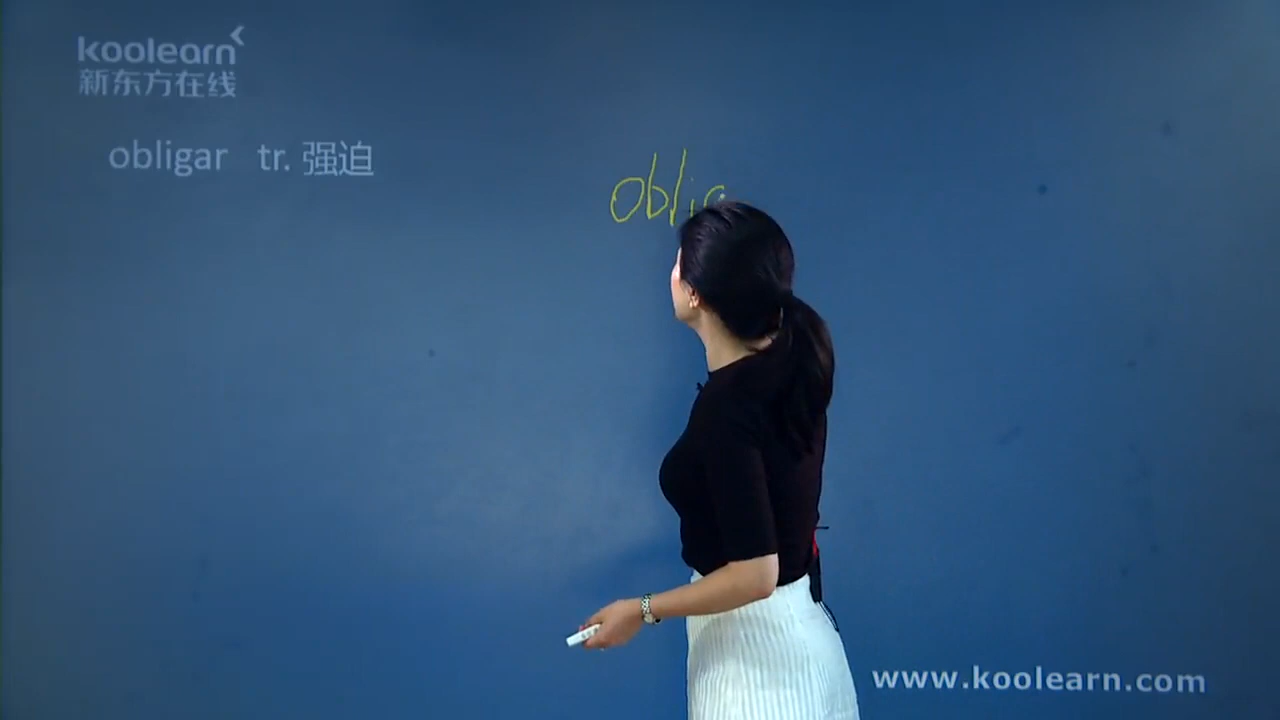 koolearn
新东方在线
obligar tr. 强迫
oblig
www.koolearn.com